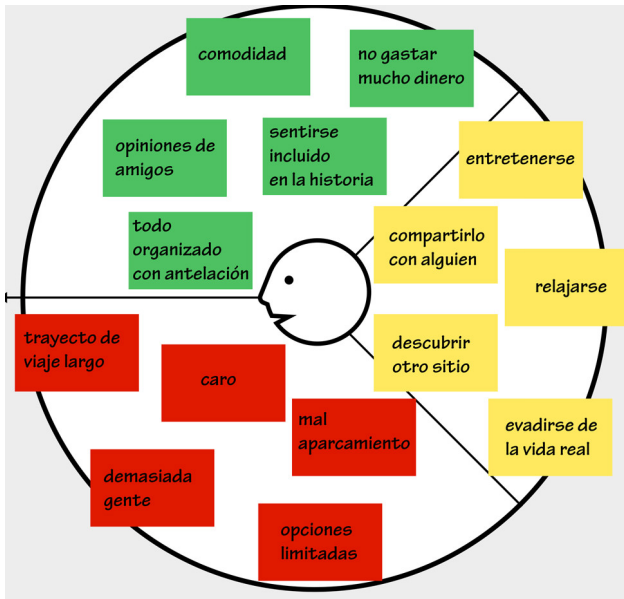 comodidad
no gastar
mucho dinero
opiniones de
amigos
sentirse
incluido
en la historia
todo
organizado
con antelación
entretenerse
compartirlo
con alguien
relajarse
descubrir
otro sitio
evadirse de
la vida real
trayecto de
viaje largo
caro
mal
aparcamiento
demasiada
gente
opciones
limitadas